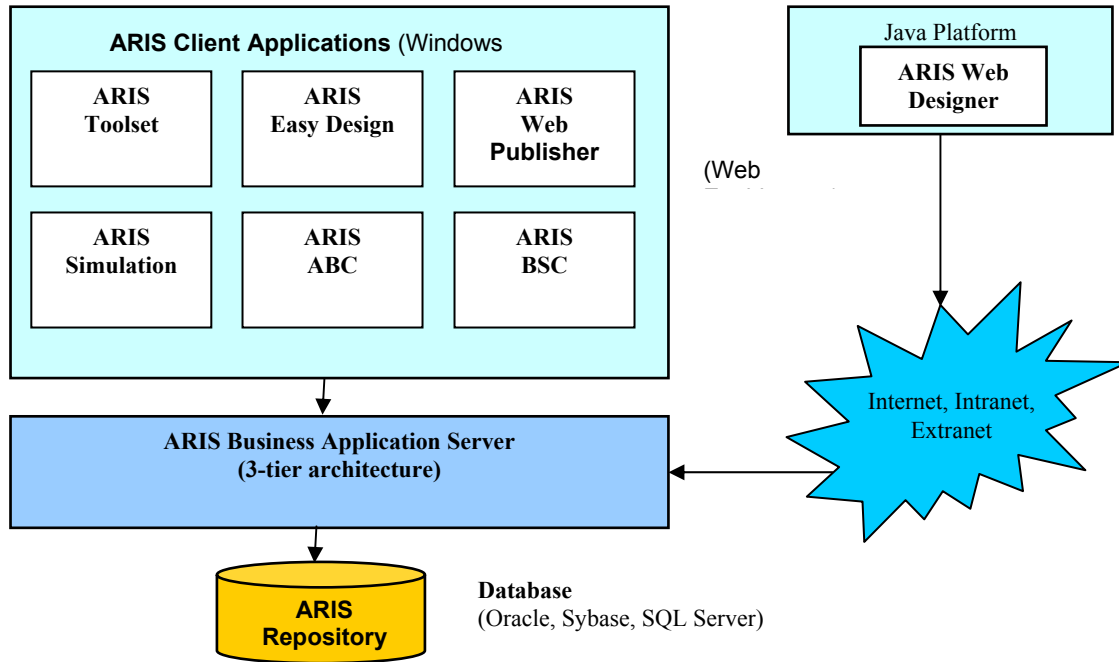 ARIS Client Applications (Windows
ARIS
Toolset
ARIS
Easy Design
ARIS
Web
Publisher
ARIS
Simulation
ARIS
ABC
ARIS
BSC
Java Platform
ARIS Web
Designer
(Web
Internet, Intranet,
Extranet
ARIS Business Application Server
(3-tier architecture)
ARIS
Repository
Database
(Oracle, Sybase, SQL Server)